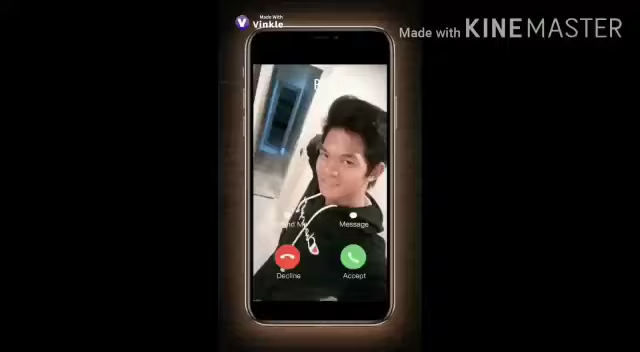 Made With
Vinkle
Made with KINEMASTER
Message
Decline
Accept